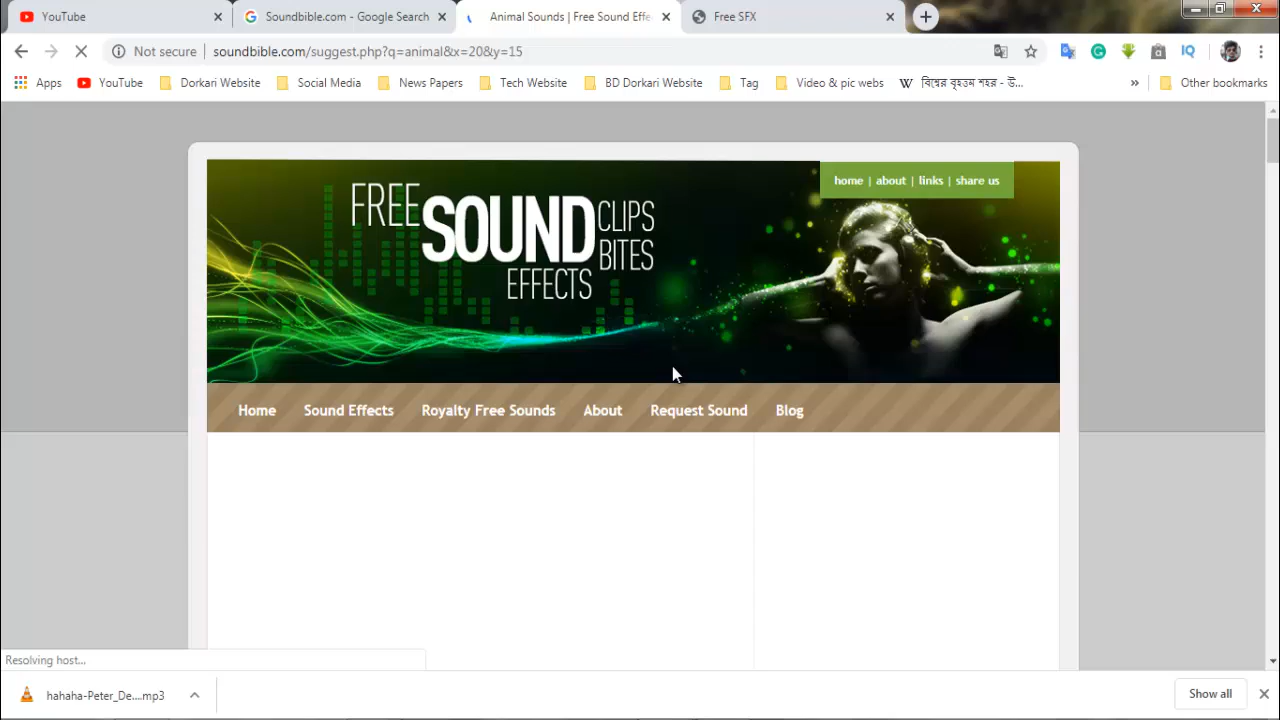 YouTube
Soundbible.com - Google Search
Animal Sounds | Free Sound Effe
Free SFX
Not secure
soundbible.com/suggest.php?q=animal&x=20&y=15
Apps
YouTube
Dorkari Website
Social Media
News Papers
Tech Website
BD Dorkari Website
Tag
Video & pic webs
বিশ্বের বৃহত্তম শহর - উ...
Other bookmarks
home | about | links | share us
FREE SOUND CLIPS
BITES
EFFECTS
Home
Sound Effects
Royalty Free Sounds
About
Request Sound
Blog
Resolving host...
hahaha-Peter_De....mp3
Show all